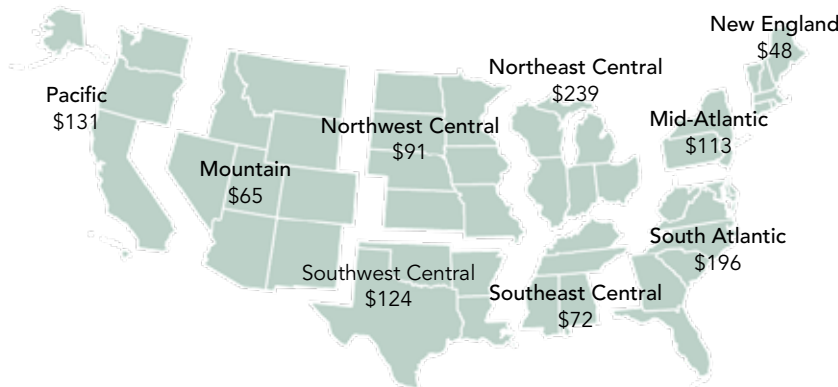 New England
$48
Northeast Central
$239
Pacific
$131
Mid-Atlantic
$113
Northwest Central
$91
Mountain
$65
South Atlantic
$196
Southwest Central
$124
Southeast Central
$72